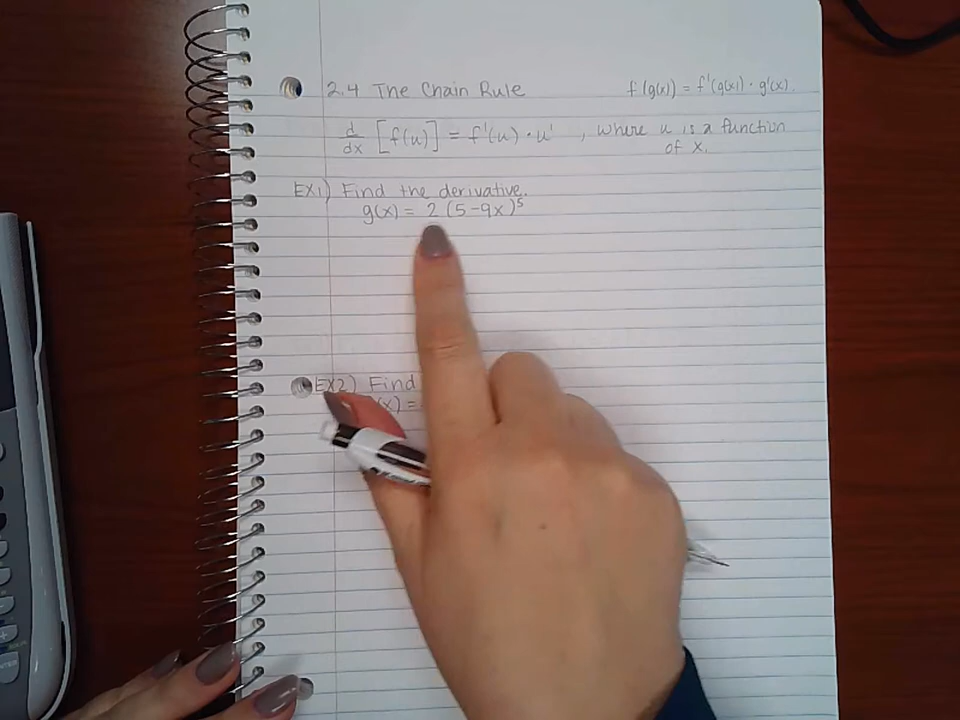 2.4 The Chain Rule f(g(x)) = f'(g(x)) · g'(x).
d/dx [f(u)] = f'(u) · u' , where u is a function
of x.
EX1) Find the derivative.
g(x) = 2 (5-9x)^5
EX2) Find
(x) =